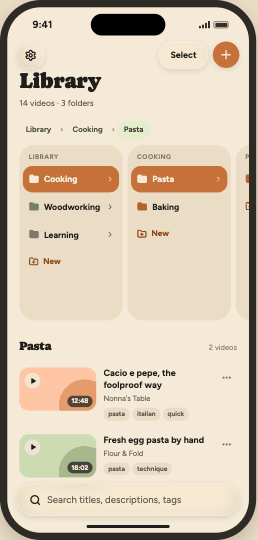 9:41
Select
Library
14 videos · 3 folders
Library › Cooking › Pasta
LIBRARY
Cooking
Woodworking
Learning
New
COOKING
Pasta
Baking
New
P
Pasta
2 videos
Cacio e pepe, the
foolproof way
Nonna's Table
pasta italian quick
12:48
Fresh egg pasta by hand
Flour & Fold
pasta technique
18:02
Search titles, descriptions, tags